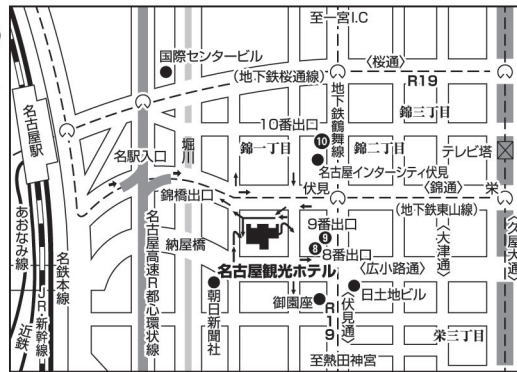 至一宮I.C
国際センタービル
〈桜通〉
(地下鉄桜通線)
R19
名古屋駅
10番出口
10
地下鉄鶴舞線
錦三丁目
名駅入口
堀川
錦一丁目
錦二丁目
テレビ塔
名古屋インターシティ伏見
伏見
〈錦通〉
栄
錦橋出口
(地下鉄東山線)
9番出口
9
8
8番出口
納屋橋
名古屋観光ホテル
〈広小路通〉
〈大津通〉
〈久屋大通〉
あおなみ線
名鉄本線
名古屋高速R都心環状線
朝日新聞社
御園座
日土地ビル
R19
〈伏見通〉
栄三丁目
近鉄
JR・新幹線
至熱田神宮